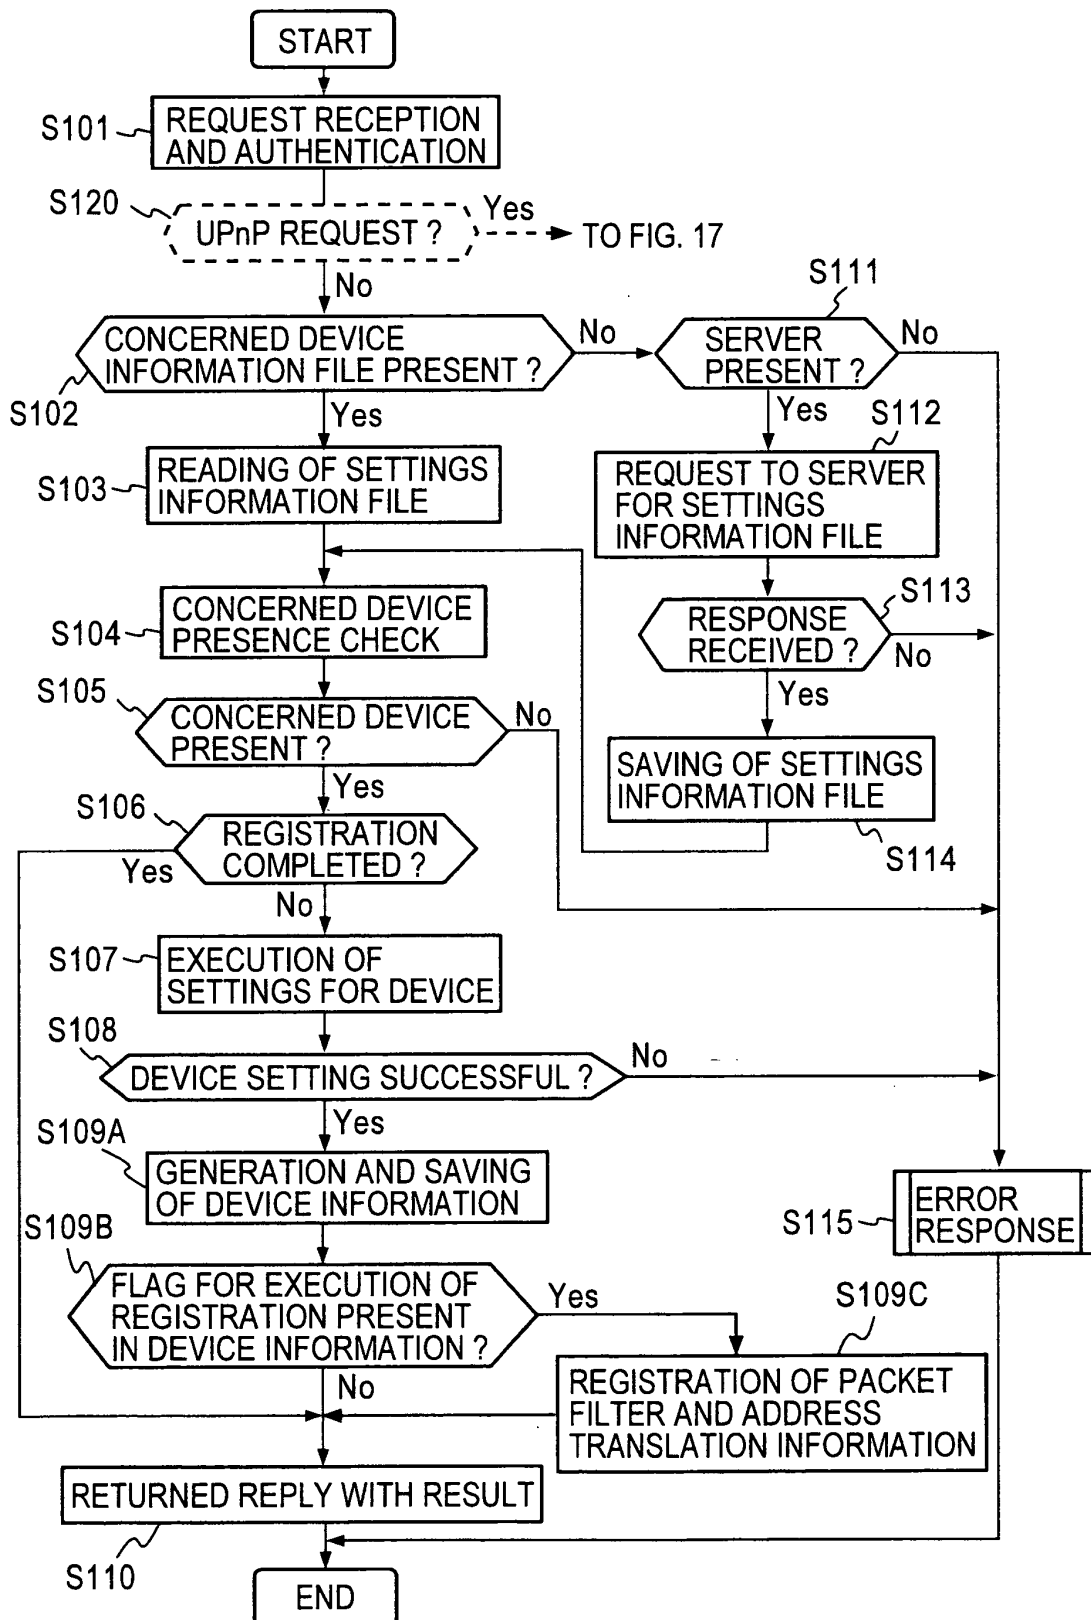 START
S101
REQUEST RECEPTION
AND AUTHENTICATION
S120
UPnP REQUEST ?
Yes
TO FIG. 17
No
S111
CONCERNED DEVICE
INFORMATION FILE PRESENT ?
No
SERVER
PRESENT ?
No
S102
Yes
Yes
S112
S103
READING OF SETTINGS
INFORMATION FILE
REQUEST TO SERVER
FOR SETTINGS
INFORMATION FILE
S104
CONCERNED DEVICE
PRESENCE CHECK
S113
RESPONSE
RECEIVED ?
No
Yes
S105
CONCERNED DEVICE
PRESENT ?
No
Yes
SAVING OF SETTINGS
INFORMATION FILE
S114
S106
REGISTRATION
COMPLETED ?
Yes
No
S107
EXECUTION OF
SETTINGS FOR DEVICE
S108
DEVICE SETTING SUCCESSFUL ?
No
Yes
S109A
GENERATION AND SAVING
OF DEVICE INFORMATION
S115
ERROR
RESPONSE
S109B
FLAG FOR EXECUTION OF
REGISTRATION PRESENT
IN DEVICE INFORMATION ?
Yes
S109C
No
REGISTRATION OF PACKET
FILTER AND ADDRESS
TRANSLATION INFORMATION
RETURNED REPLY WITH RESULT
S110
END